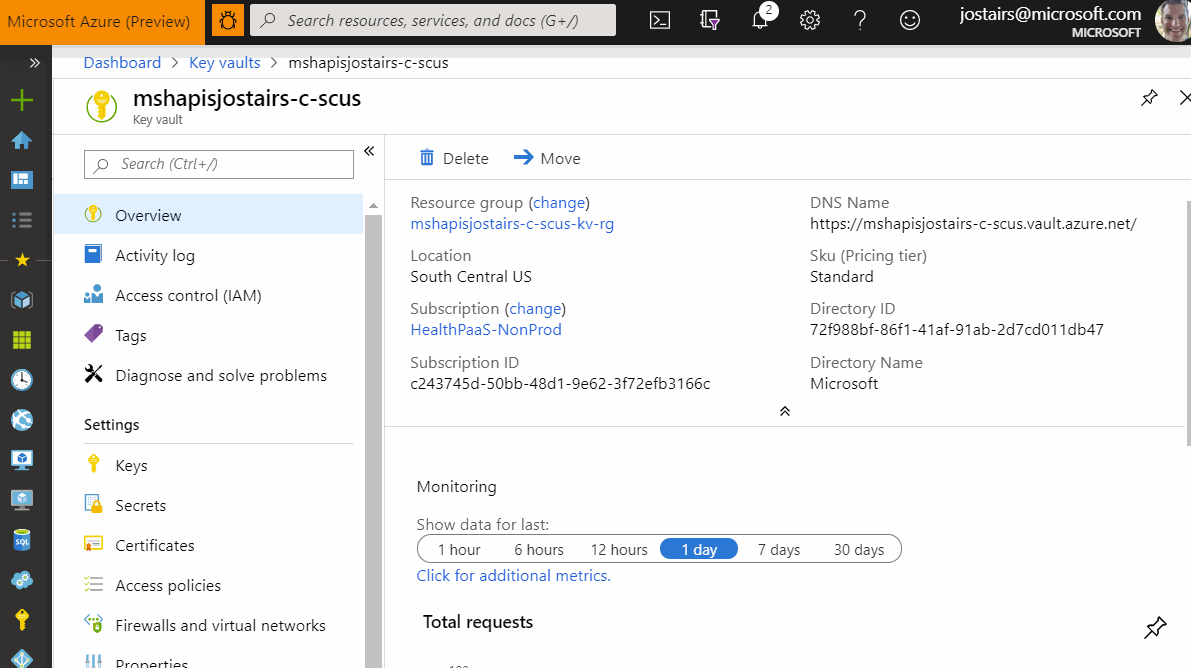 Microsoft Azure (Preview)
Search resources, services, and docs (G+/)
2
jostairs@microsoft.com
MICROSOFT
Dashboard > Key vaults > mshapisjostairs-c-scus
mshapisjostairs-c-scus
Key vault
Search (Ctrl+/)
Overview
Activity log
Access control (IAM)
Tags
Diagnose and solve problems
Settings
Keys
Secrets
Certificates
Access policies
Firewalls and virtual networks
Properties
Delete
Move
Resource group (change)
mshapisjostairs-c-scus-kv-rg
Location
South Central US
Subscription (change)
HealthPaaS-NonProd
Subscription ID
c243745d-50bb-48d1-9e62-3f72efb3166c
DNS Name
https://mshapisjostairs-c-scus.vault.azure.net/
Sku (Pricing tier)
Standard
Directory ID
72f988bf-86f1-41af-91ab-2d7cd011db47
Directory Name
Microsoft
Monitoring
Show data for last:
1 hour 6 hours 12 hours 1 day 7 days 30 days
Click for additional metrics.
Total requests
100